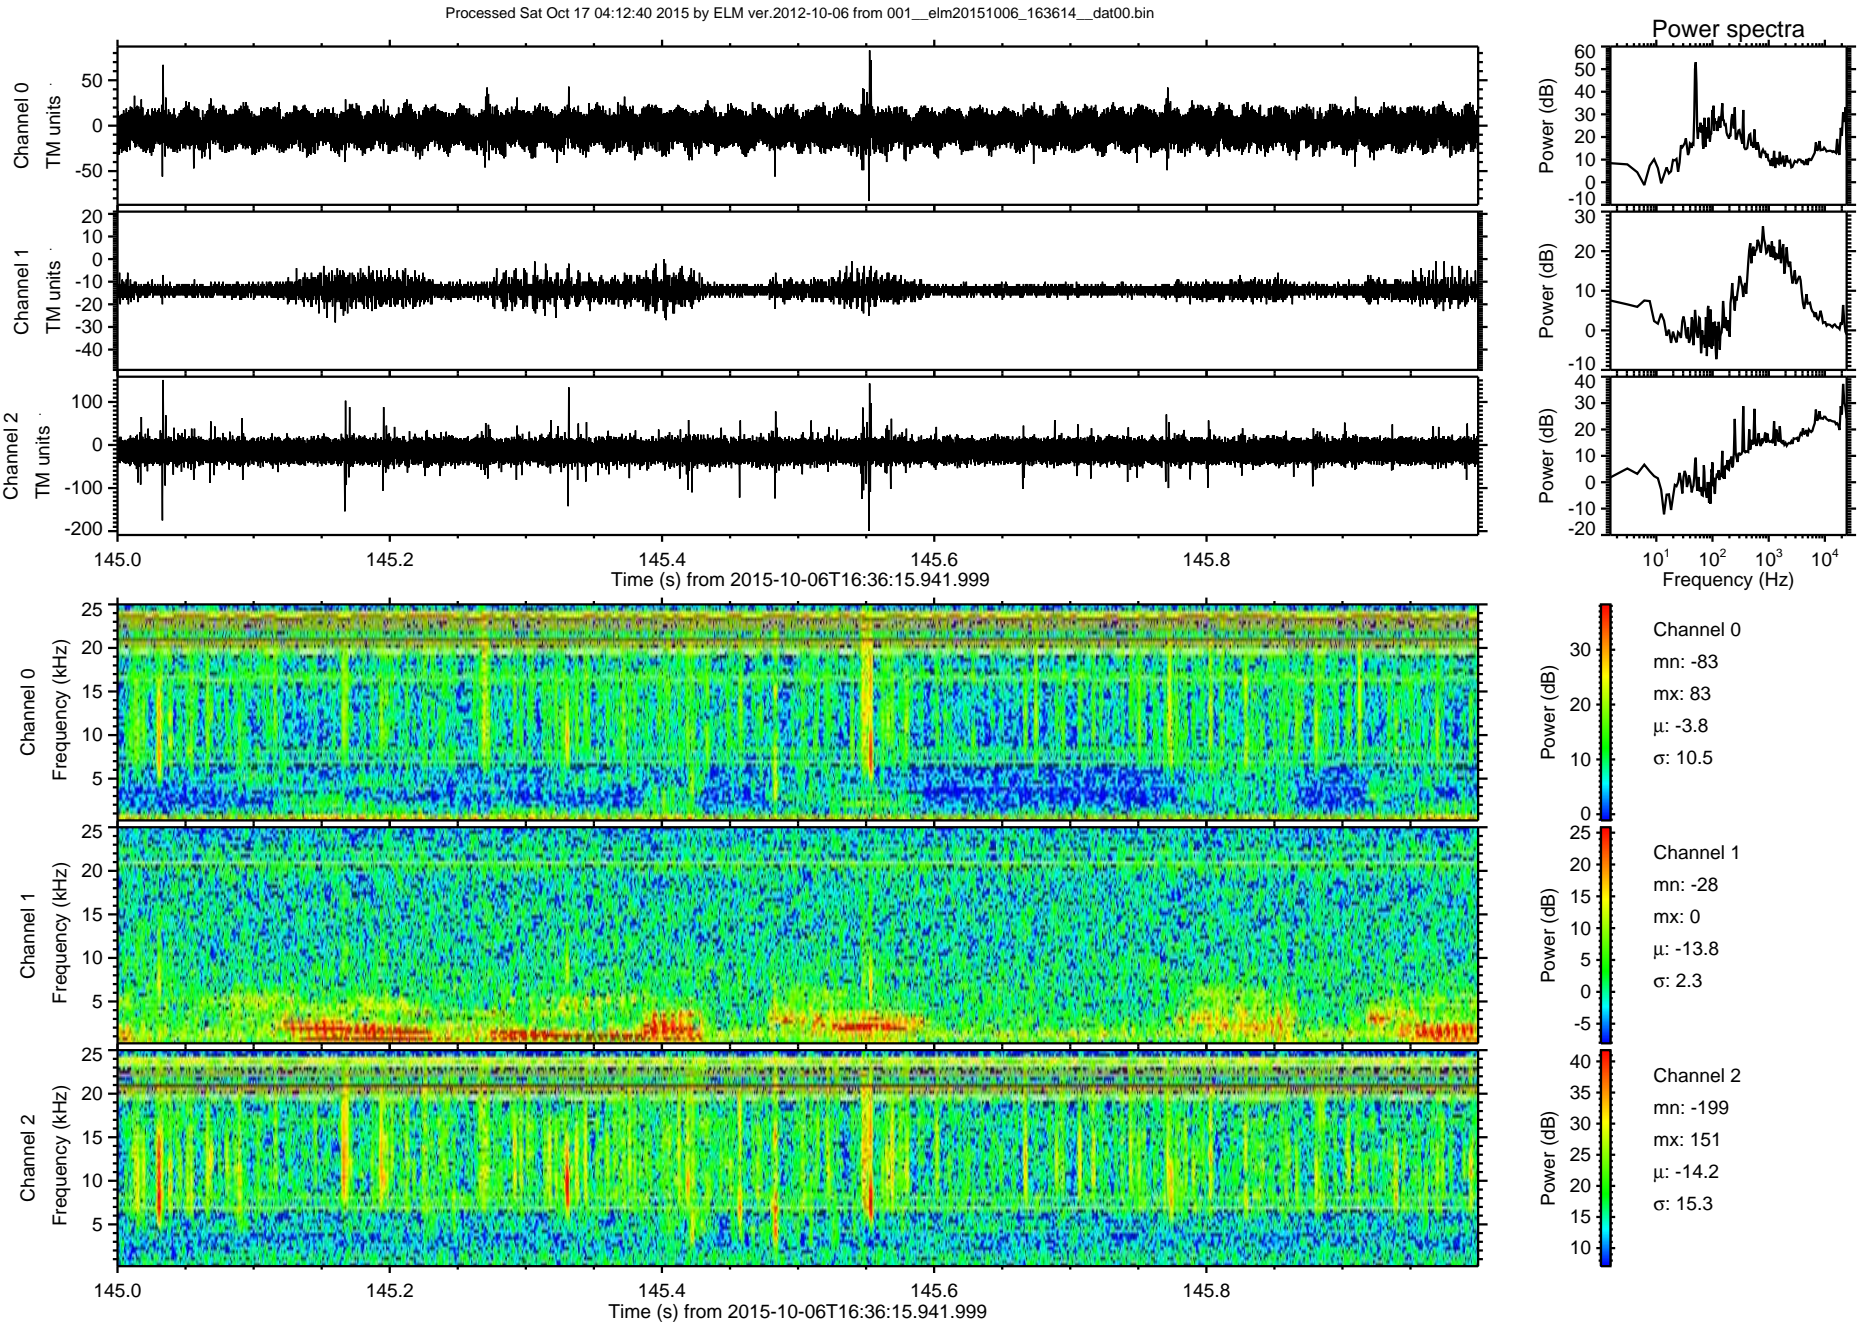 Processed Sat Oct 17 04:12:40 2015 by ELM ver.2012-10-06 from 001__elm20151006_163614__dat00.bin
Power spectra
Channel 0
TM units
50
0
-50
Power (dB)
60
50
40
30
20
10
0
-10
Channel 1
TM units
20
10
0
-10
-20
-30
-40
Power (dB)
30
20
10
0
-10
Channel 2
TM units
100
0
-100
-200
Power (dB)
40
30
20
10
0
-10
-20
145.0 145.2 145.4 145.6 145.8
Time (s) from 2015-10-06T16:36:15.941.999
10¹ 10² 10³ 10⁴
Frequency (Hz)
Channel 0
Frequency (kHz)
25
20
15
10
5
Power (dB)
30
20
10
0
Channel 0
mn: -83
mx: 83
μ: -3.8
σ: 10.5
Channel 1
Frequency (kHz)
25
20
15
10
5
Power (dB)
25
20
15
10
5
0
-5
Channel 1
mn: -28
mx: 0
μ: -13.8
σ: 2.3
Channel 2
Frequency (kHz)
25
20
15
10
5
Power (dB)
40
35
30
25
20
15
10
Channel 2
mn: -199
mx: 151
μ: -14.2
σ: 15.3
145.0 145.2 145.4 145.6 145.8
Time (s) from 2015-10-06T16:36:15.941.999